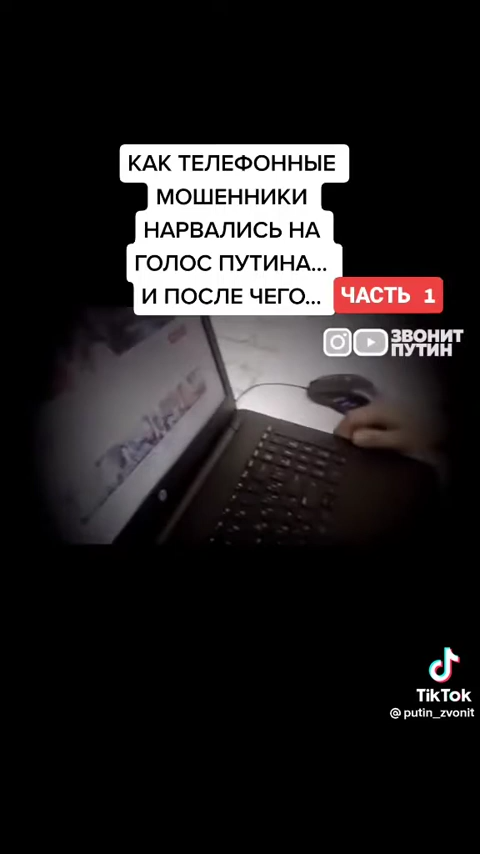 КАК ТЕЛЕФОННЫЕ
МОШЕННИКИ
НАРВАЛИСЬ НА
ГОЛОС ПУТИНА...
И ПОСЛЕ ЧЕГО... ЧАСТЬ 1
ЗВОНИТ
ПУТИН
TikTok
@putin_zvonit